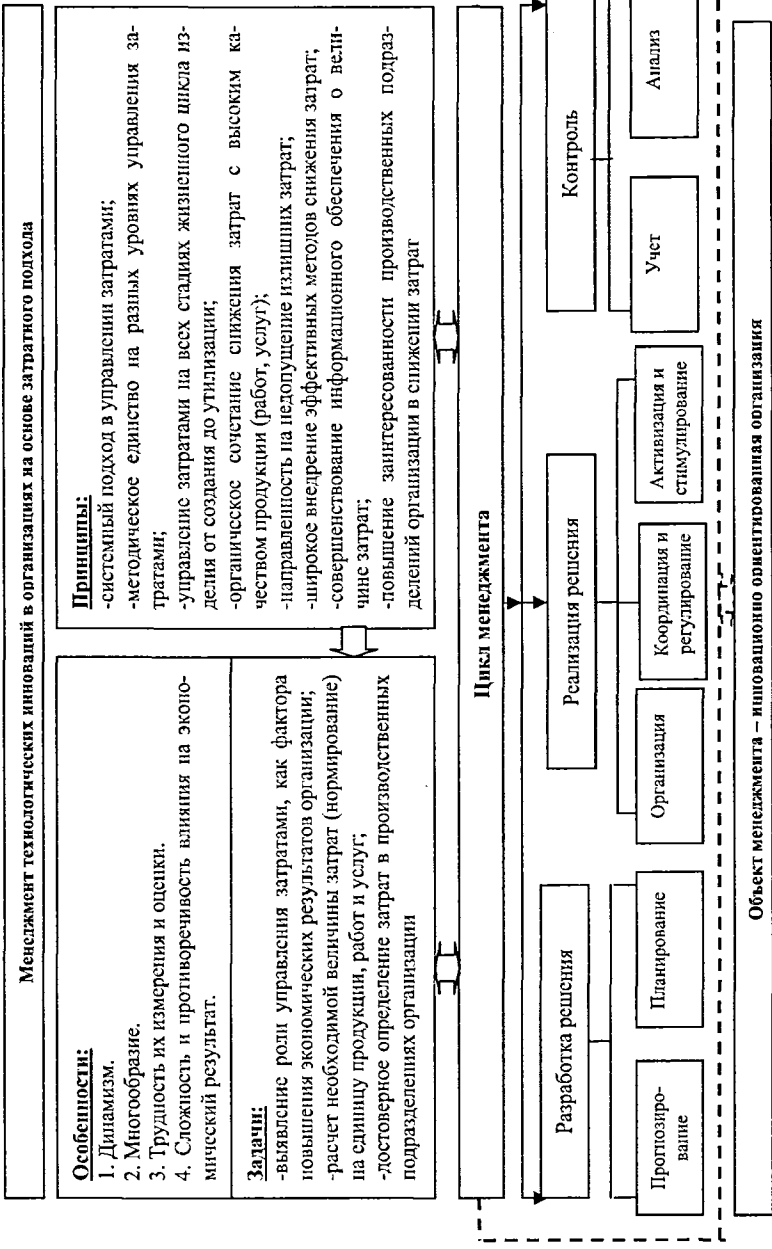 Менеджмент технологических инноваций в организациях на основе затратного подхода
Особенности:
1. Динамизм.
2. Многообразие.
3. Трудность их измерения и оценки.
4. Сложность и противоречивость влияния на эконо-
мический результат.
Задачи:
-выявление роли управления затратами, как фактора
повышения экономических результатов организации;
-расчет необходимой величины затрат (нормирование)
на единицу продукции, работ и услуг;
-достоверное определение затрат в производственных
подразделениях организации
Принципы:
-системный подход в управлении затратами;
-методическое единство на разных уровнях управления за-
тратами;
-управление затратами на всех стадиях жизненного цикла из-
делия от создания до утилизации;
-органическое сочетание снижения затрат с высоким ка-
чеством продукции (работ, услуг);
-направленность на недопущение излишних затрат;
-широкое внедрение эффективных методов снижения затрат;
-совершенствование информационного обеспечения о вели-
чине затрат;
-повышение заинтересованности производственных подраз-
делений организации в снижении затрат
Цикл менеджмента
Разработка решения
Реализация решения
Контроль
Прогнозиро-
вание
Планирование
Организация
Координация и
регулирование
Активизация и
стимулирование
Учет
Анализ
Объект менеджмента – инновационно ориентированная организация